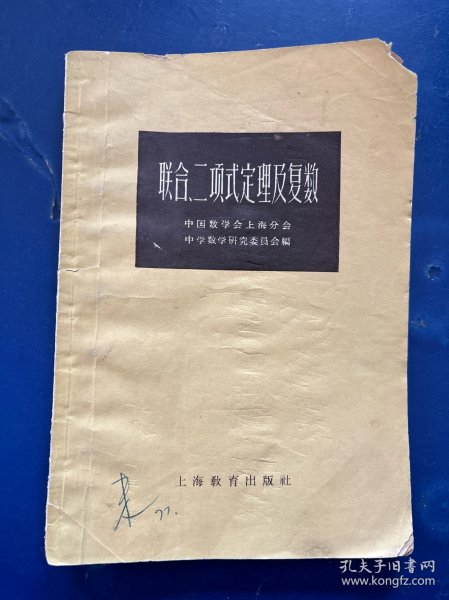 联合、二项式定理及复数
中国数学会上海分会
中学数学研究委員会編
上海教育出版社
孔夫子旧书网
www.kongfz.com